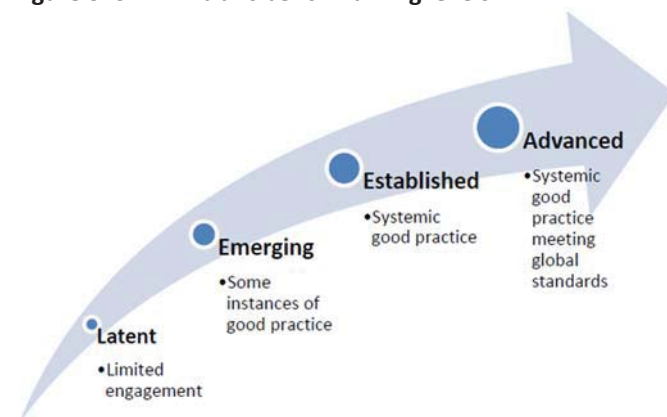 Advanced
•Systemic
good
practice
meeting
global
standards
Established
•Systemic
good practice
Emerging
•Some
instances of
good practice
Latent
•Limited
engagement